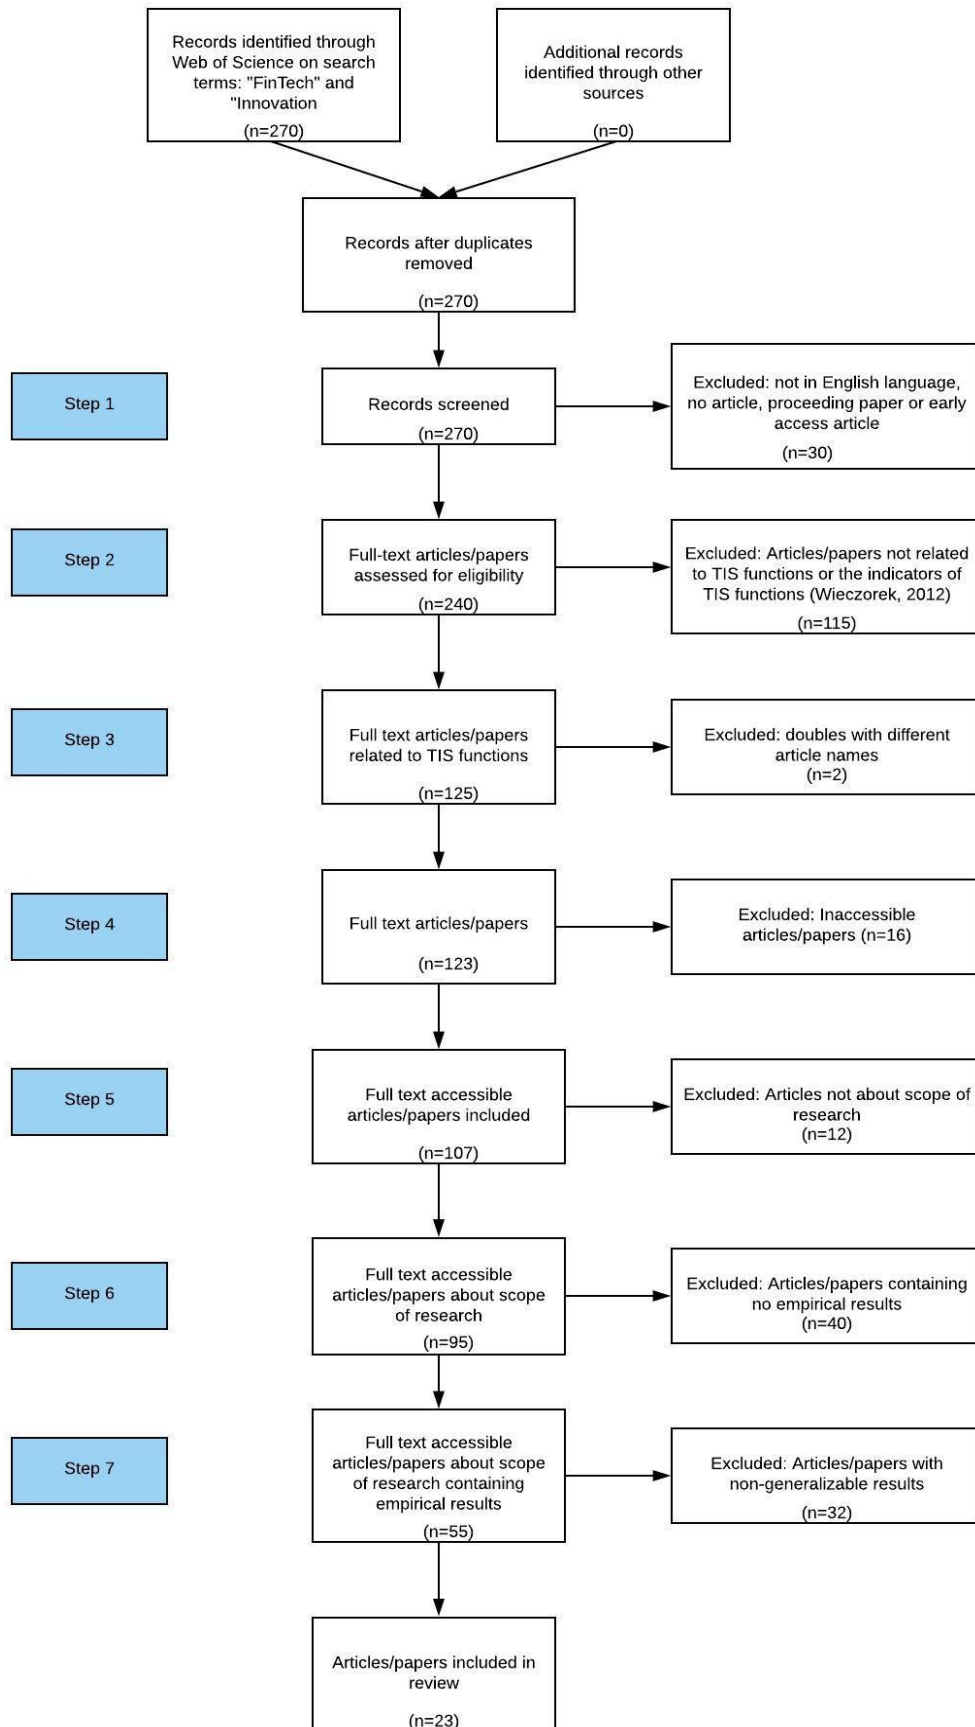 Records identified through
Web of Science on search
terms: "FinTech" and
"Innovation
(n=270)
Additional records
identified through other
sources
(n=0)
Records after duplicates
removed
(n=270)
Step 1
Records screened
(n=270)
Excluded: not in English language,
no article, proceeding paper or early
access article
(n=30)
Step 2
Full-text articles/papers
assessed for eligibility
(n=240)
Excluded: Articles/papers not related
to TIS functions or the indicators of
TIS functions (Wieczorek, 2012)
(n=115)
Step 3
Full text articles/papers
related to TIS functions
(n=125)
Excluded: doubles with different
article names
(n=2)
Step 4
Full text articles/papers
(n=123)
Excluded: Inaccessible
articles/papers (n=16)
Step 5
Full text accessible
articles/papers included
(n=107)
Excluded: Articles not about scope of
research
(n=12)
Step 6
Full text accessible
articles/papers about scope
of research
(n=95)
Excluded: Articles/papers containing
no empirical results
(n=40)
Step 7
Full text accessible
articles/papers about scope
of research containing
empirical results
(n=55)
Excluded: Articles/papers with
non-generalizable results
(n=32)
Articles/papers included in
review
(n=23)